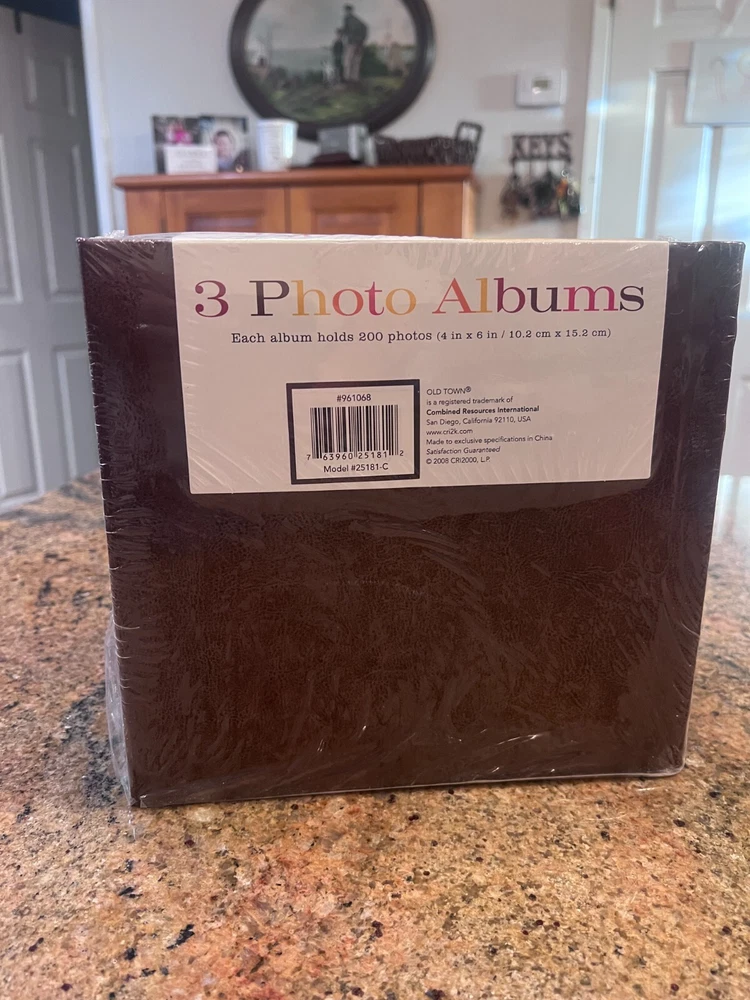 KEYS
3 Photo Albums
Each album holds 200 photos (4 in x 6 in / 10.2 cm x 15.2 cm)
#961068
7 63960 25181 2
Model #25181-C
OLD TOWN®
is a registered trademark of
Combined Resources International
San Diego, California 92110, USA
www.cri2k.com
Made to exclusive specifications in China
Satisfaction Guaranteed
© 2008 CRI2000, L.P.